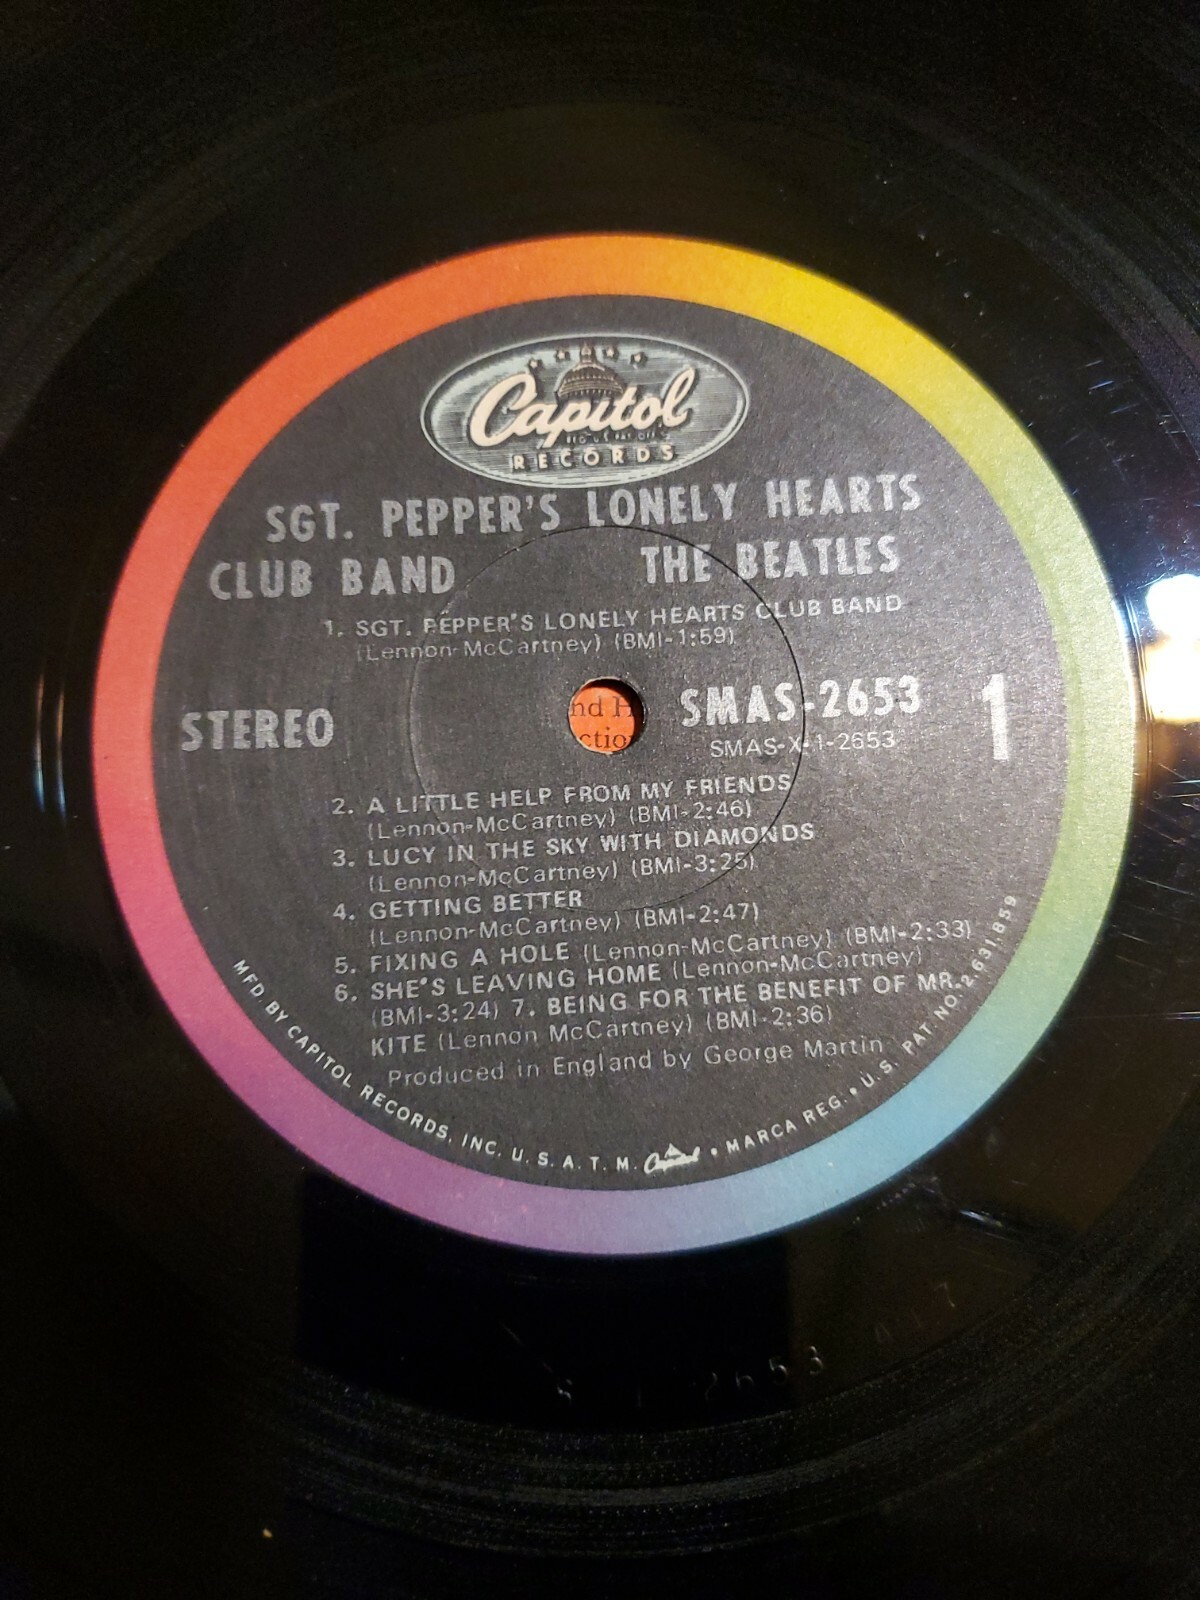 Capitol
RECORDS
SGT. PEPPER'S LONELY HEARTS
CLUB BAND THE BEATLES
1. SGT. PEPPER'S LONELY HEARTS CLUB BAND
(Lennon-McCartney) (BMI-1:59)
STEREO
nd H
ctio
SMAS-2653
SMAS-X-1-2653
1
2. A LITTLE HELP FROM MY FRIENDS
(Lennon-McCartney) (BMI-2:46)
3. LUCY IN THE SKY WITH DIAMONDS
(Lennon-McCartney) (BMI-3:25)
4. GETTING BETTER
(Lennon-McCartney) (BMI-2:47)
5. FIXING A HOLE (Lennon-McCartney) (BMI-2:33)
6. SHE'S LEAVING HOME (Lennon-McCartney)
(BMI-3:24) 7. BEING FOR THE BENEFIT OF MR.
KITE (Lennon McCartney) (BMI-2:36)
Produced in England by George Martin
MFD. BY CAPITOL RECORDS, INC. U. S. A. T. M. Capitol • MARCA REG. • U. S. PAT. NO. 2,631,859
2653